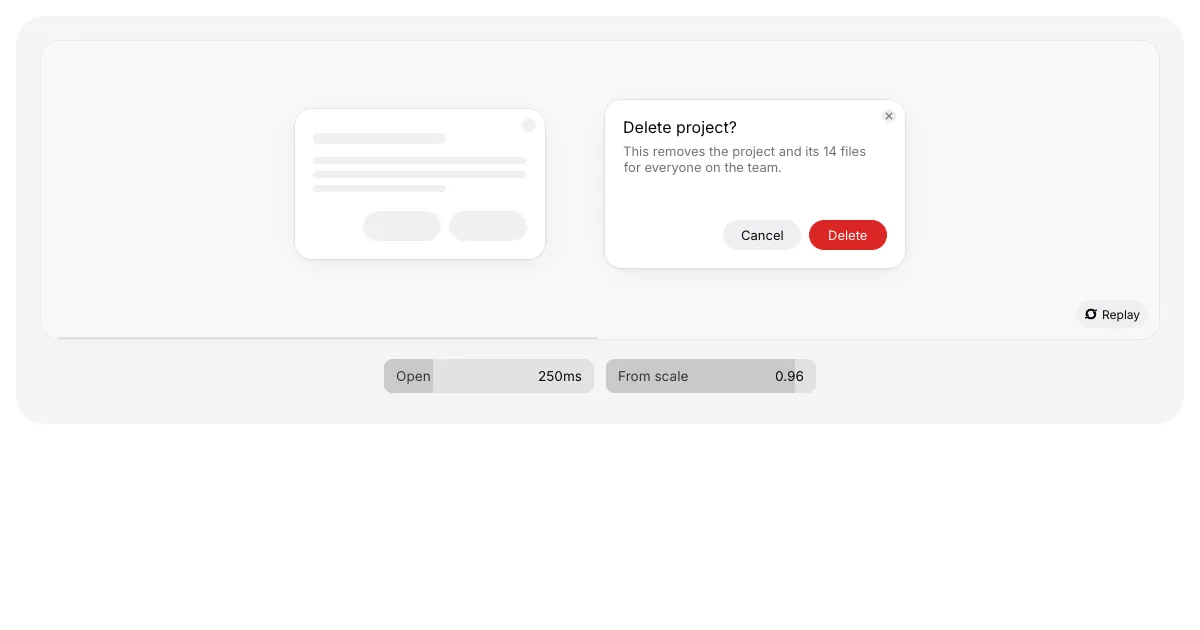 Delete project?
This removes the project and its 14 files
for everyone on the team.
Cancel
Delete
Replay
Open
250ms
From scale
0.96